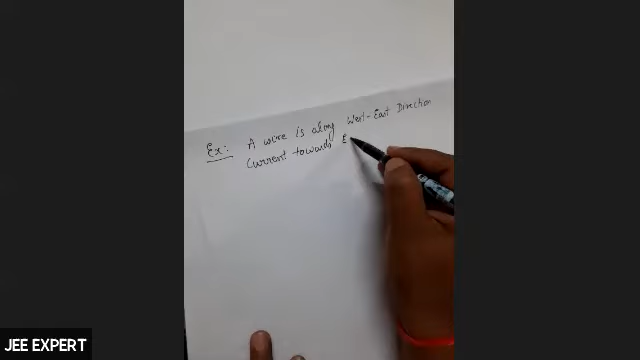 Ex: A wire is along West-East Direction
Current towards E
JEE EXPERT